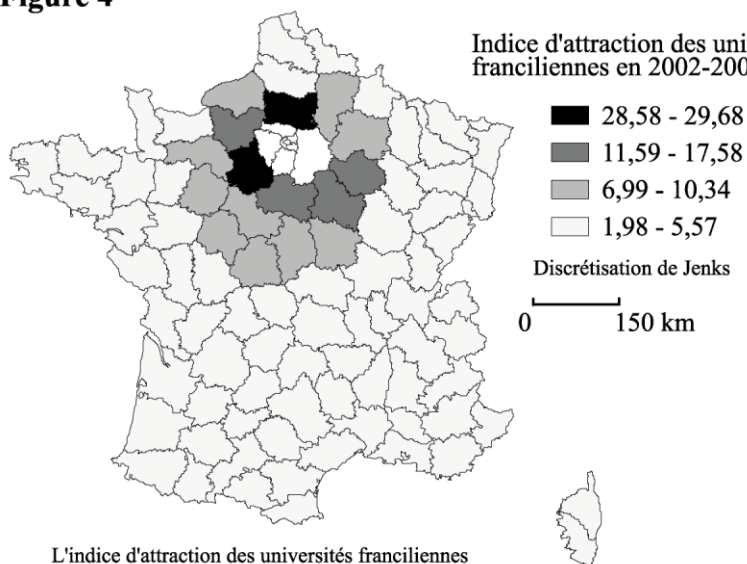 Figure 4
Indice d'attraction des uni
franciliennes en 2002-200
28,58 - 29,68
11,59 - 17,58
6,99 - 10,34
1,98 - 5,57
Discrétisation de Jenks
0 150 km
L'indice d'attraction des universités franciliennes